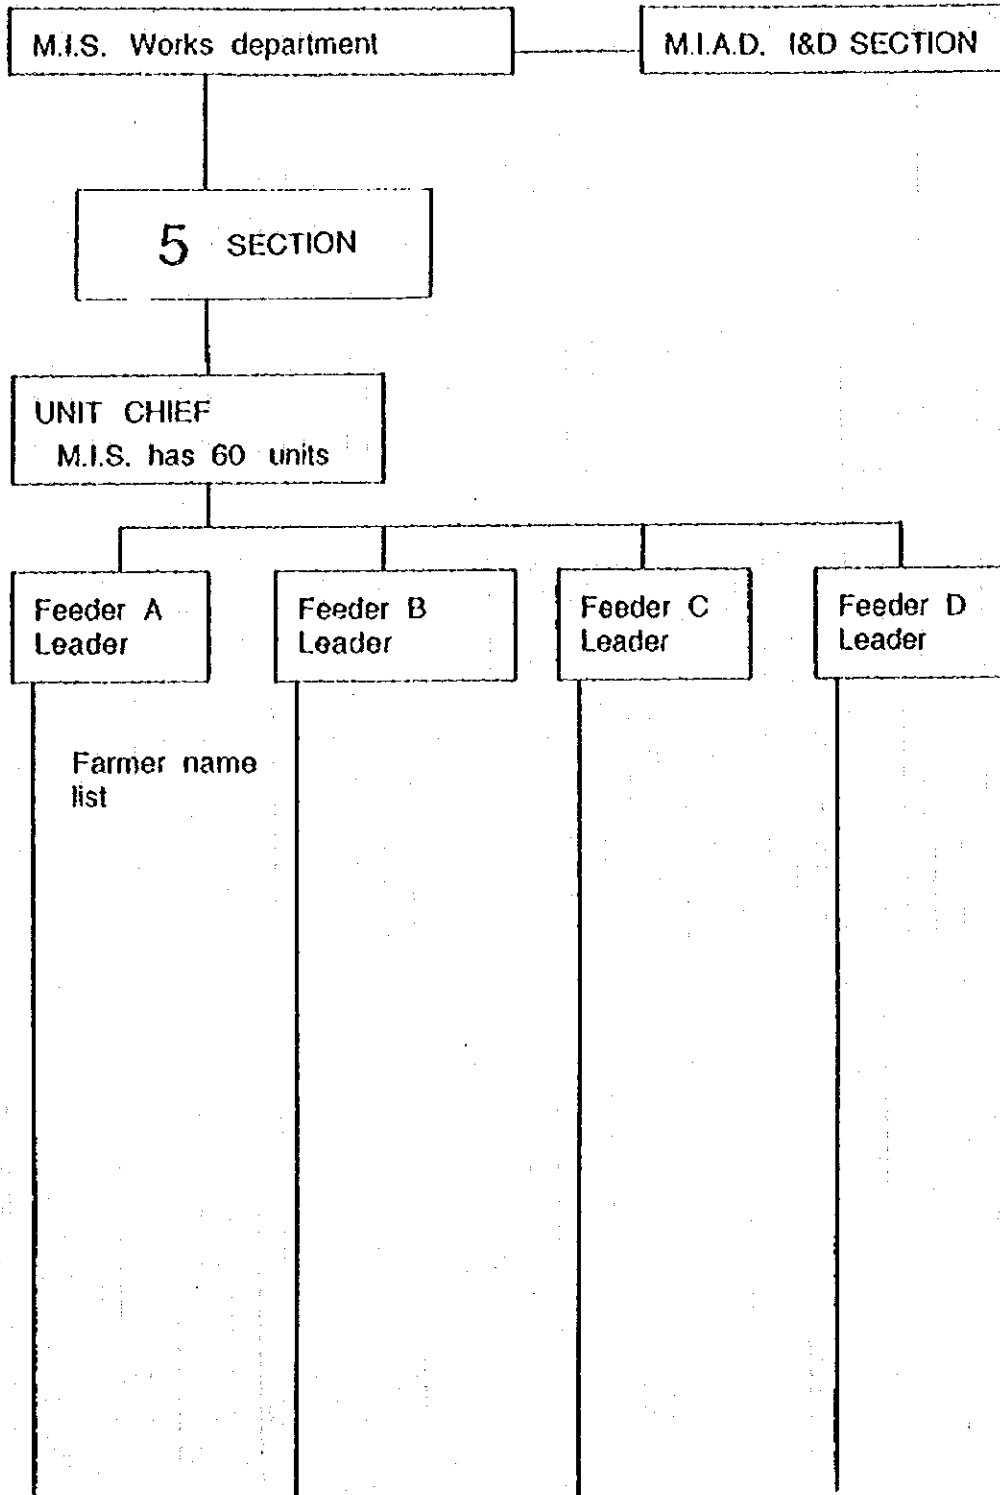 M.I.S. Works department
M.I.A.D. I&D SECTION
5 SECTION
UNIT CHIEF
M.I.S. has 60 units
Feeder A
Leader
Feeder B
Leader
Feeder C
Leader
Feeder D
Leader
Farmer name
list